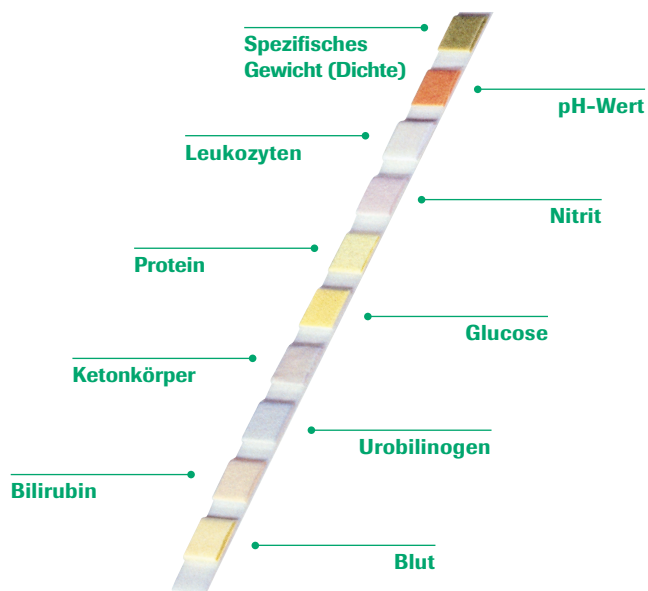 Spezifisches
Gewicht (Dichte)
pH-Wert
Leukozyten
Nitrit
Protein
Glucose
Ketonkörper
Urobilinogen
Bilirubin
Blut